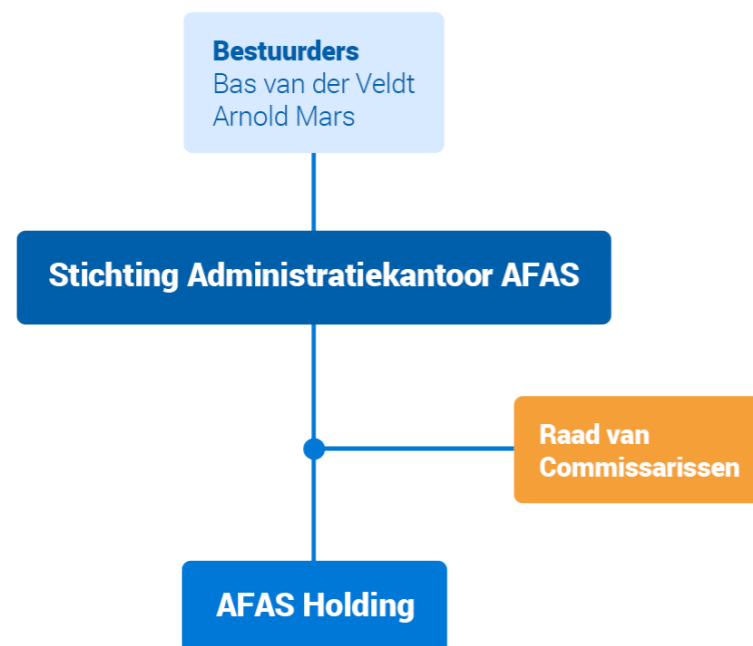 Bestuurders
Bas van der Veldt
Arnold Mars
Stichting Administratiekantoor AFAS
Raad van
Commissarissen
AFAS Holding